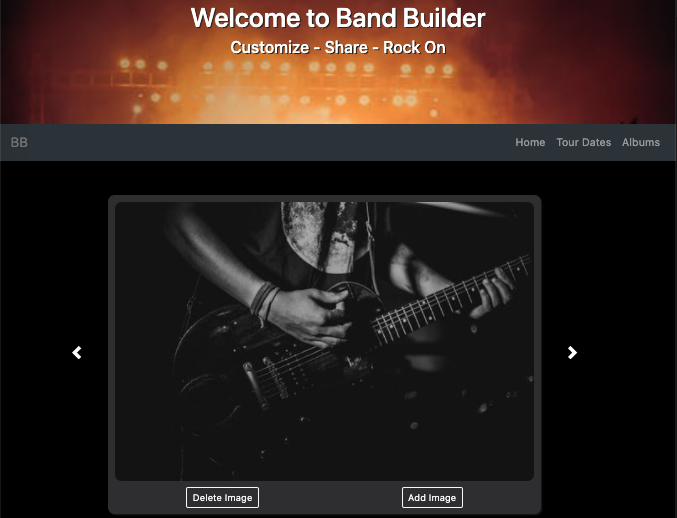 Welcome to Band Builder
Customize - Share - Rock On
BB
Home Tour Dates Albums
Delete Image Add Image